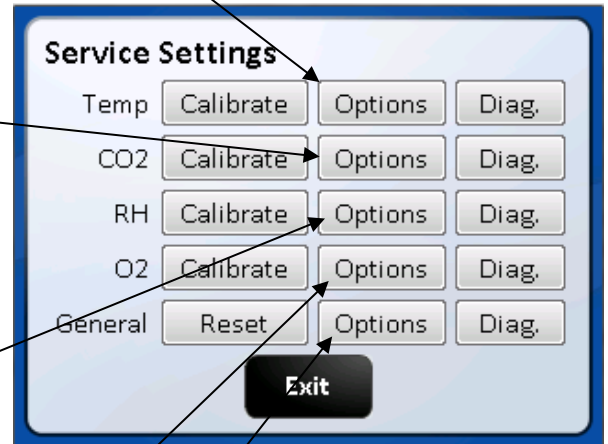 Service Settings
Temp Calibrate Options Diag.
CO2 Calibrate Options Diag.
RH Calibrate Options Diag.
O2 Calibrate Options Diag.
General Reset Options Diag.
Exit